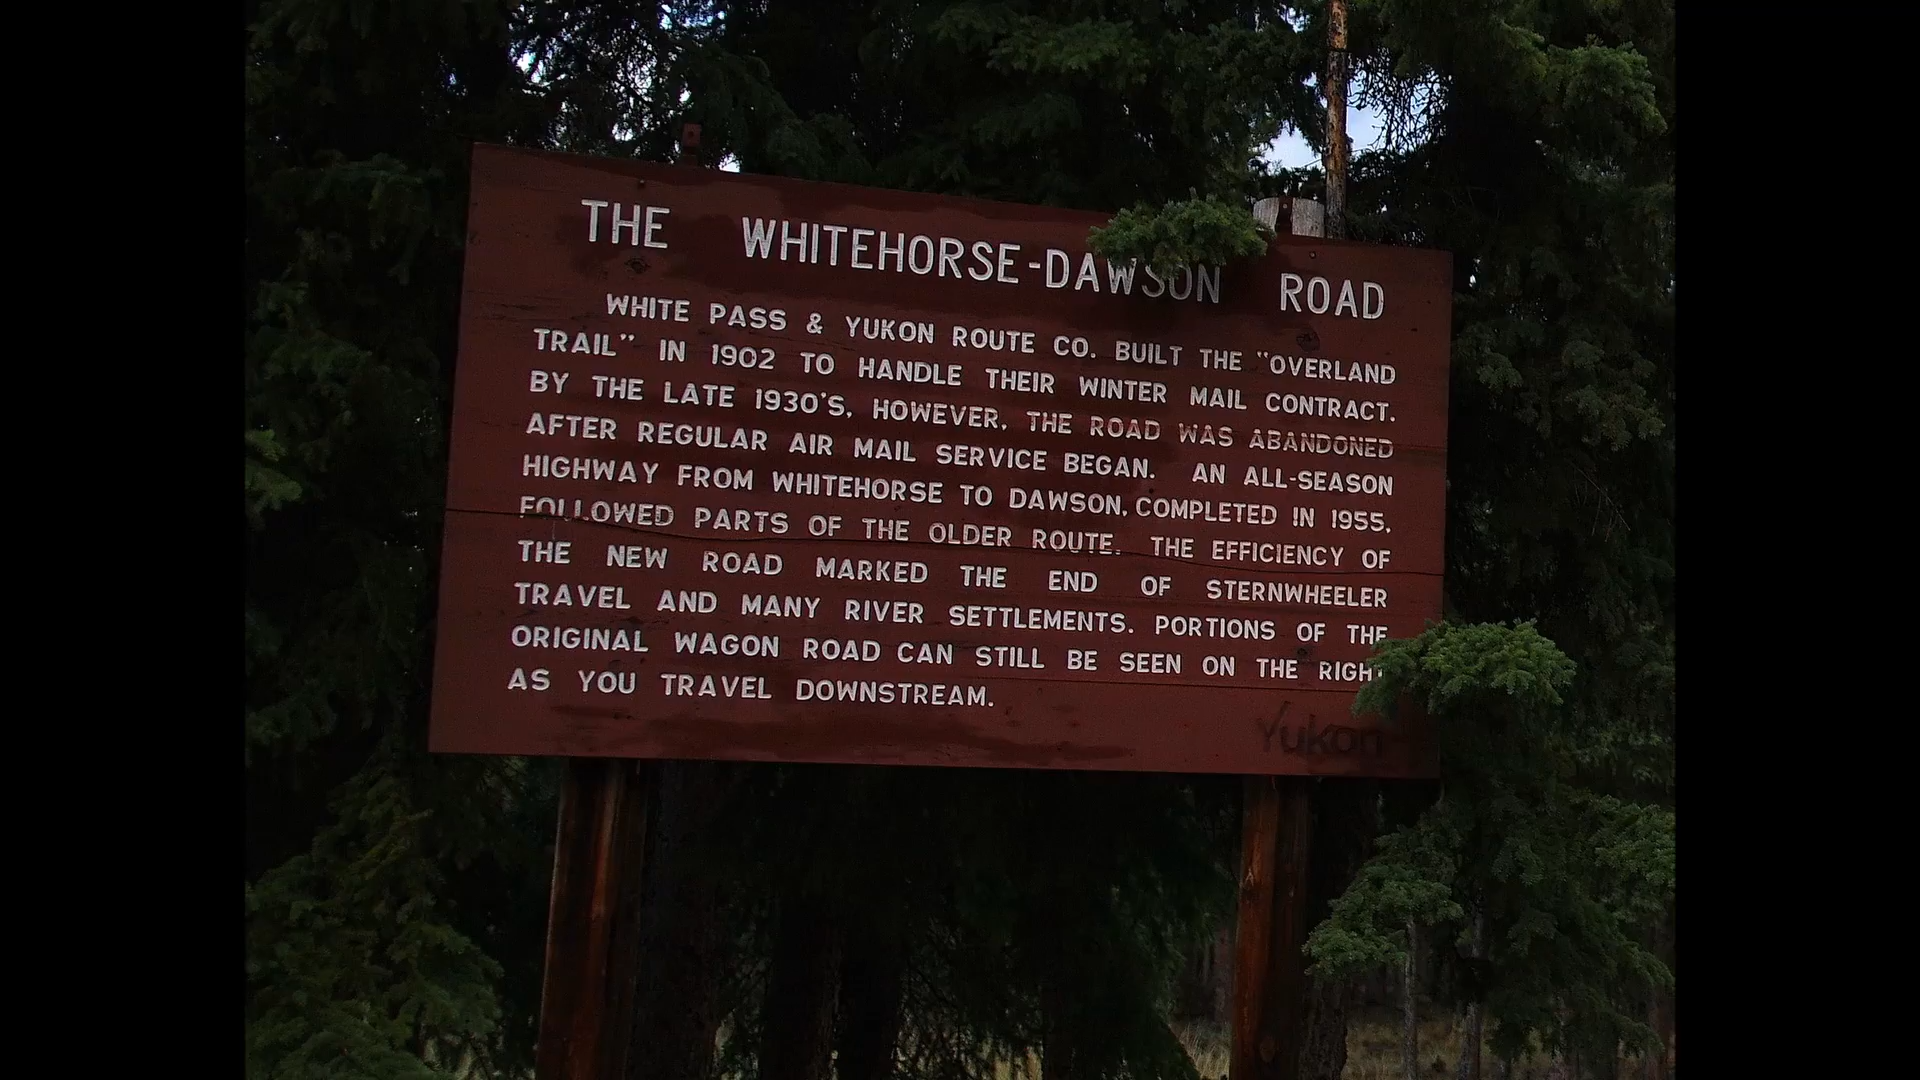 THE WHITEHORSE-DAWSON ROAD
WHITE PASS & YUKON ROUTE CO. BUILT THE "OVERLAND
TRAIL" IN 1902 TO HANDLE THEIR WINTER MAIL CONTRACT.
BY THE LATE 1930'S, HOWEVER, THE ROAD WAS ABANDONED
AFTER REGULAR AIR MAIL SERVICE BEGAN. AN ALL-SEASON
HIGHWAY FROM WHITEHORSE TO DAWSON, COMPLETED IN 1955,
FOLLOWED PARTS OF THE OLDER ROUTE. THE EFFICIENCY OF
THE NEW ROAD MARKED THE END OF STERNWHEELER
TRAVEL AND MANY RIVER SETTLEMENTS. PORTIONS OF THE
ORIGINAL WAGON ROAD CAN STILL BE SEEN ON THE RIGHT
AS YOU TRAVEL DOWNSTREAM.
Yukon